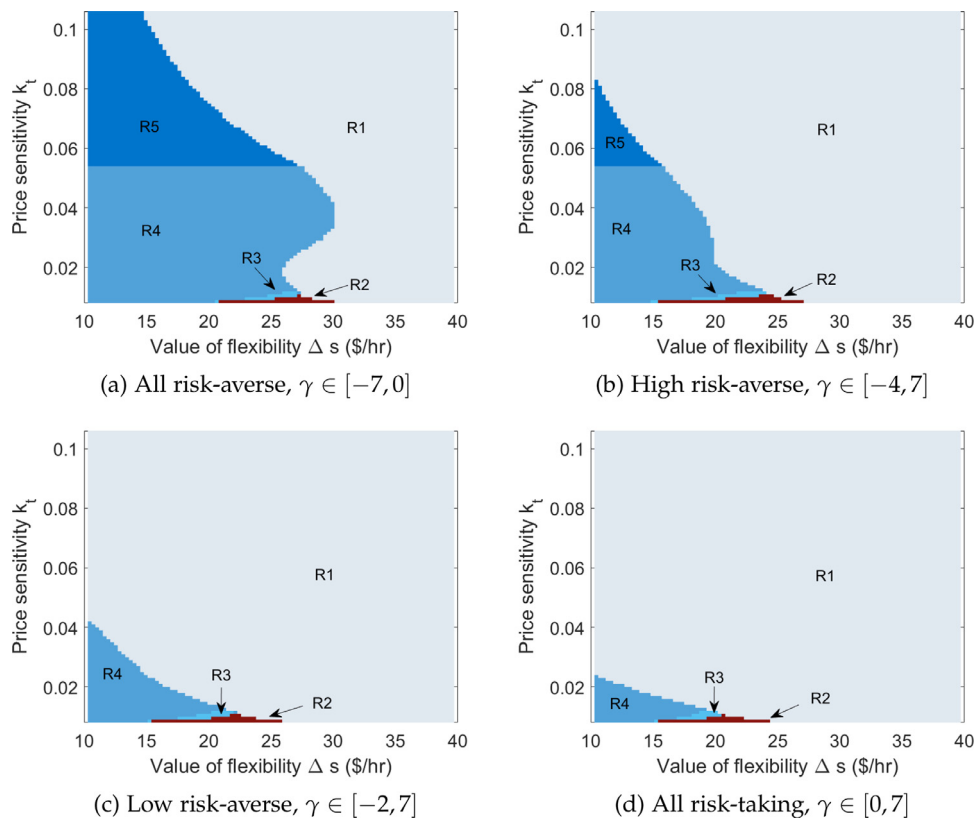 0.1
0.08
0.06
0.04
0.02
Price sensitivity k_t
R5
R1
R4
R3
R2
10 15 20 25 30 35 40
Value of flexibility Δ s ($/hr)
(a) All risk-averse, γ ∈ [−7, 0]
0.1
0.08
0.06
0.04
0.02
Price sensitivity k_t
R5
R1
R4
R3
R2
10 15 20 25 30 35 40
Value of flexibility Δ s ($/hr)
(b) High risk-averse, γ ∈ [−4, 7]
0.1
0.08
0.06
0.04
0.02
Price sensitivity k_t
R1
R4
R3
R2
10 15 20 25 30 35 40
Value of flexibility Δ s ($/hr)
(c) Low risk-averse, γ ∈ [−2, 7]
0.1
0.08
0.06
0.04
0.02
Price sensitivity k_t
R1
R4
R3
R2
10 15 20 25 30 35 40
Value of flexibility Δ s ($/hr)
(d) All risk-taking, γ ∈ [0, 7]